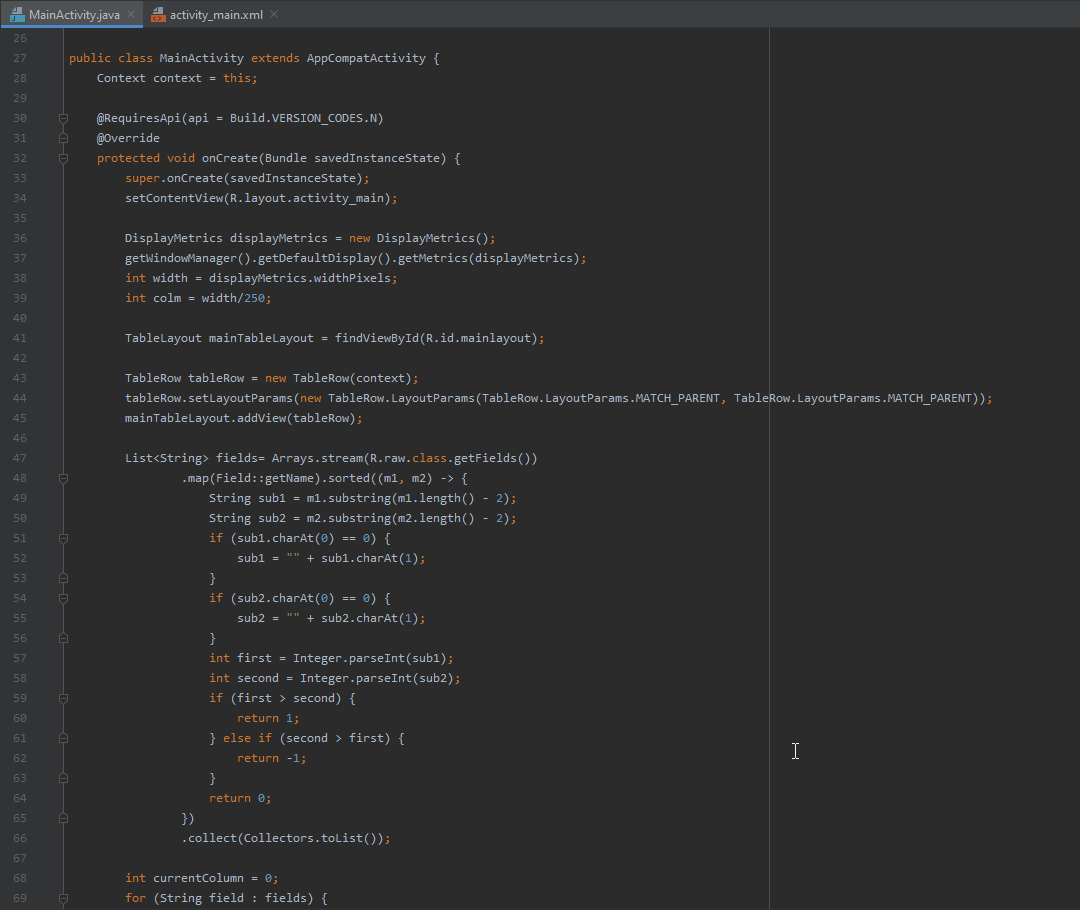 MainActivity.java × activity_main.xml ×
26
27 public class MainActivity extends AppCompatActivity {
28     Context context = this;
29
30     @RequiresApi(api = Build.VERSION_CODES.N)
31     @Override
32     protected void onCreate(Bundle savedInstanceState) {
33         super.onCreate(savedInstanceState);
34         setContentView(R.layout.activity_main);
35
36         DisplayMetrics displayMetrics = new DisplayMetrics();
37         getWindowManager().getDefaultDisplay().getMetrics(displayMetrics);
38         int width = displayMetrics.widthPixels;
39         int colm = width/250;
40
41         TableLayout mainTableLayout = findViewById(R.id.mainlayout);
42
43         TableRow tableRow = new TableRow(context);
44         tableRow.setLayoutParams(new TableRow.LayoutParams(TableRow.LayoutParams.MATCH_PARENT, TableRow.LayoutParams.MATCH_PARENT));
45         mainTableLayout.addView(tableRow);
46
47         List<String> fields= Arrays.stream(R.raw.class.getFields())
48                 .map(Field::getName).sorted((m1, m2) -> {
49                     String sub1 = m1.substring(m1.length() - 2);
50                     String sub2 = m2.substring(m2.length() - 2);
51                     if (sub1.charAt(0) == 0) {
52                         sub1 = "" + sub1.charAt(1);
53                     }
54                     if (sub2.charAt(0) == 0) {
55                         sub2 = "" + sub2.charAt(1);
56                     }
57                     int first = Integer.parseInt(sub1);
58                     int second = Integer.parseInt(sub2);
59                     if (first > second) {
60                         return 1;
61                     } else if (second > first) {
62                         return -1;
63                     }
64                     return 0;
65                 })
66                 .collect(Collectors.toList());
67
68         int currentColumn = 0;
69         for (String field : fields) {